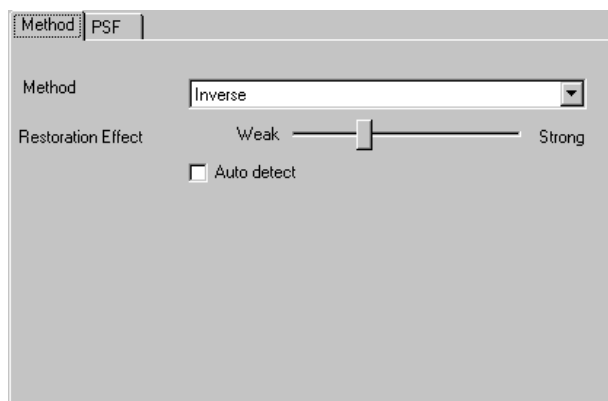 Method PSF
Method Inverse
Restoration Effect Weak Strong
Auto detect